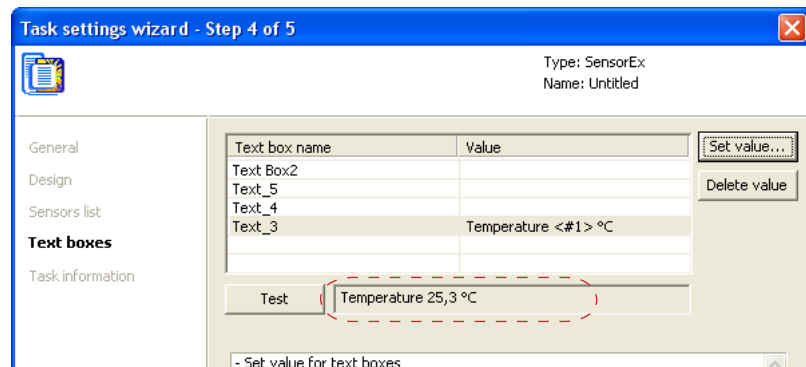 Task settings wizard - Step 4 of 5
Type: SensorEx
Name: Untitled
General
Design
Sensors list
Text boxes
Task information
Text box name Value
Text Box2
Text_5
Text_4
Text_3 Temperature <#1> °C
Set value...
Delete value
Test Temperature 25,3 °C
- Set value for text boxes